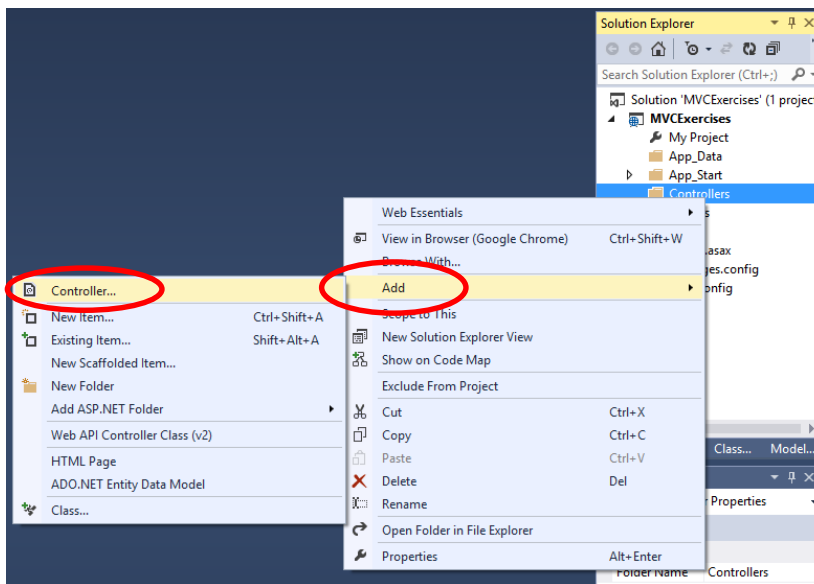 Solution Explorer
Search Solution Explorer (Ctrl+;)
Solution 'MVCExercises' (1 project
MVCExercises
My Project
App_Data
App_Start
Controllers
Web Essentials
View in Browser (Google Chrome) Ctrl+Shift+W
Browse With...
Add
Scope to This
New Solution Explorer View
Show on Code Map
Exclude From Project
Cut Ctrl+X
Copy Ctrl+C
Paste Ctrl+V
Delete Del
Rename
Open Folder in File Explorer
Properties Alt+Enter
Controller...
New Item... Ctrl+Shift+A
Existing Item... Shift+Alt+A
New Scaffolded Item...
New Folder
Add ASP.NET Folder
Web API Controller Class (v2)
HTML Page
ADO.NET Entity Data Model
Class...
s
.asax
ges.config
onfig
Class... Model...
r Properties
Folder Name Controllers